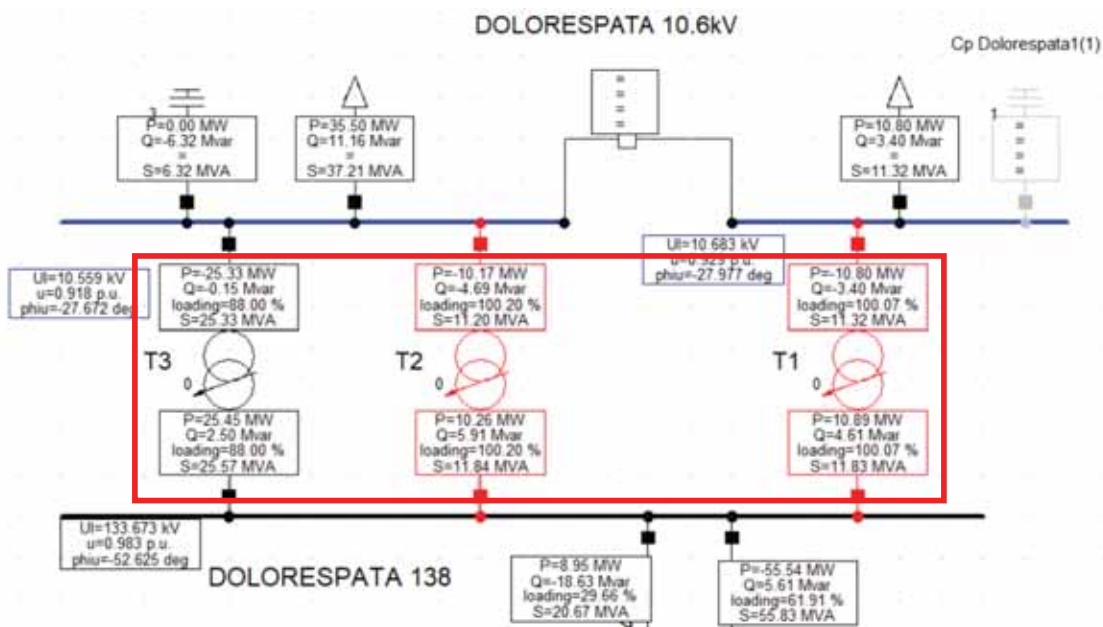 DOLORESPATA 10.6kV
Cp Dolorespata1(1)
3
P=0.00 MW
Q=-6.32 Mvar
=
S=6.32 MVA
P=35.50 MW
Q=11.16 Mvar
=
S=37.21 MVA
=
=
=
=
P=10.80 MW
Q=3.40 Mvar
=
S=11.32 MVA
1
=
=
=
=
Ul=10.559 kV
u=0.918 p.u.
phiu=-27.672 deg
Ul=10.683 kV
u=0.929 p.u.
phiu=-27.977 deg
P=-25.33 MW
Q=-0.15 Mvar
loading=88.00 %
S=25.33 MVA
P=-10.17 MW
Q=-4.69 Mvar
loading=100.20 %
S=11.20 MVA
P=-10.80 MW
Q=-3.40 Mvar
loading=100.07 %
S=11.32 MVA
T3
0
T2
0
T1
0
P=25.45 MW
Q=2.50 Mvar
loading=88.00 %
S=25.57 MVA
P=10.26 MW
Q=5.91 Mvar
loading=100.20 %
S=11.84 MVA
P=10.89 MW
Q=4.61 Mvar
loading=100.07 %
S=11.83 MVA
Ul=133.673 kV
u=0.983 p.u.
phiu=-52.625 deg
DOLORESPATA 138
P=8.95 MW
Q=-18.63 Mvar
loading=29.66 %
S=20.67 MVA
P=-55.54 MW
Q=5.61 Mvar
loading=61.91 %
S=55.83 MVA